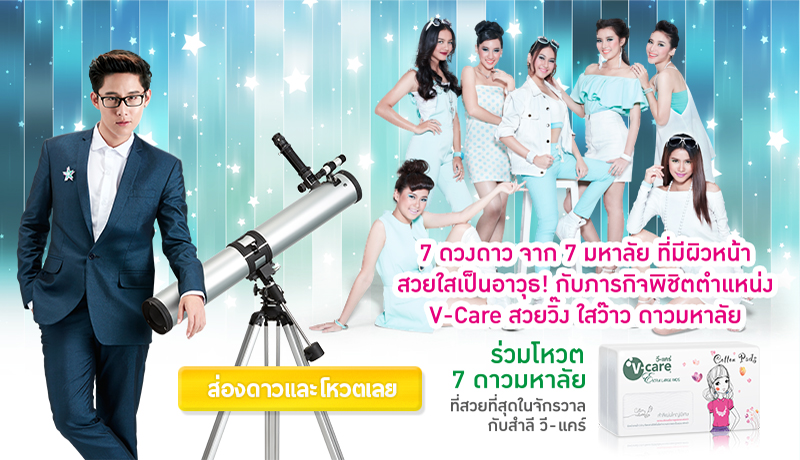 7 ดวงดาว จาก 7 มหาลัย ที่มีผิวหน้า
สวยใสเป็นอาวุธ! กับภารกิจพิชิตตำแหน่ง
V-Care สวยวิ๊ง ใสว๊าว ดาวมหาลัย
ร่วมโหวต
7 ดาวมหาลัย
ที่สวยที่สุดในจักรวาล
กับสำลี วี-แคร์
ส่องดาวและโหวตเลย
วี-แคร์
V-care
Cotton Pads